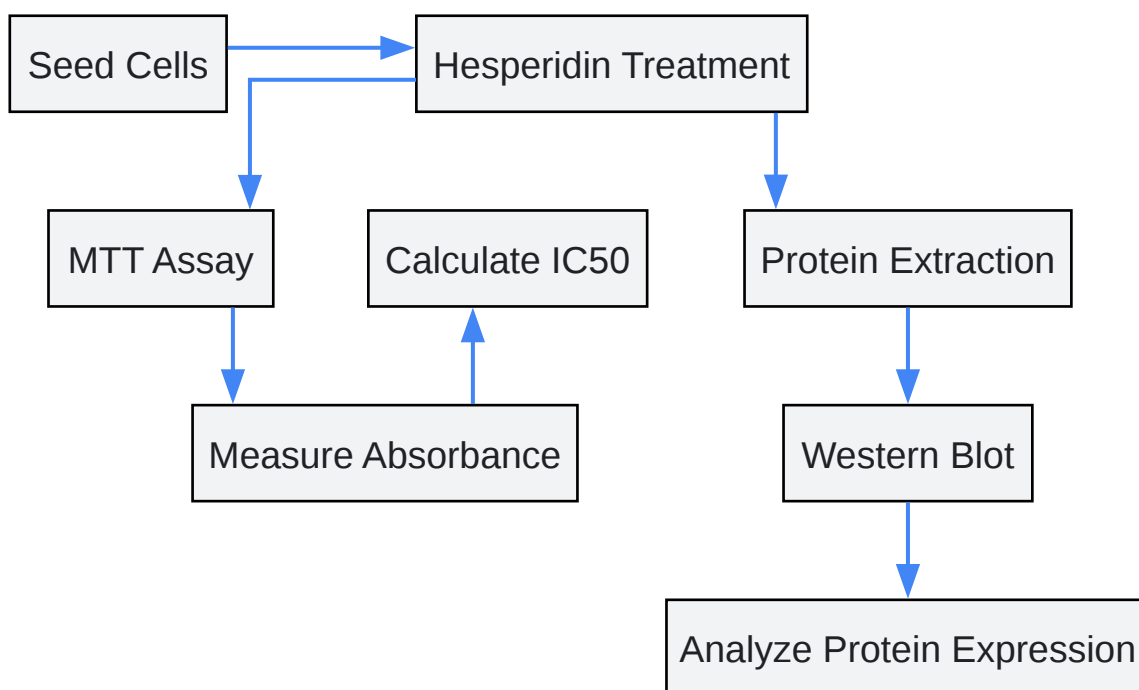 Seed Cells
Hesperidin Treatment
MTT Assay
Calculate IC50
Protein Extraction
Measure Absorbance
Western Blot
Analyze Protein Expression